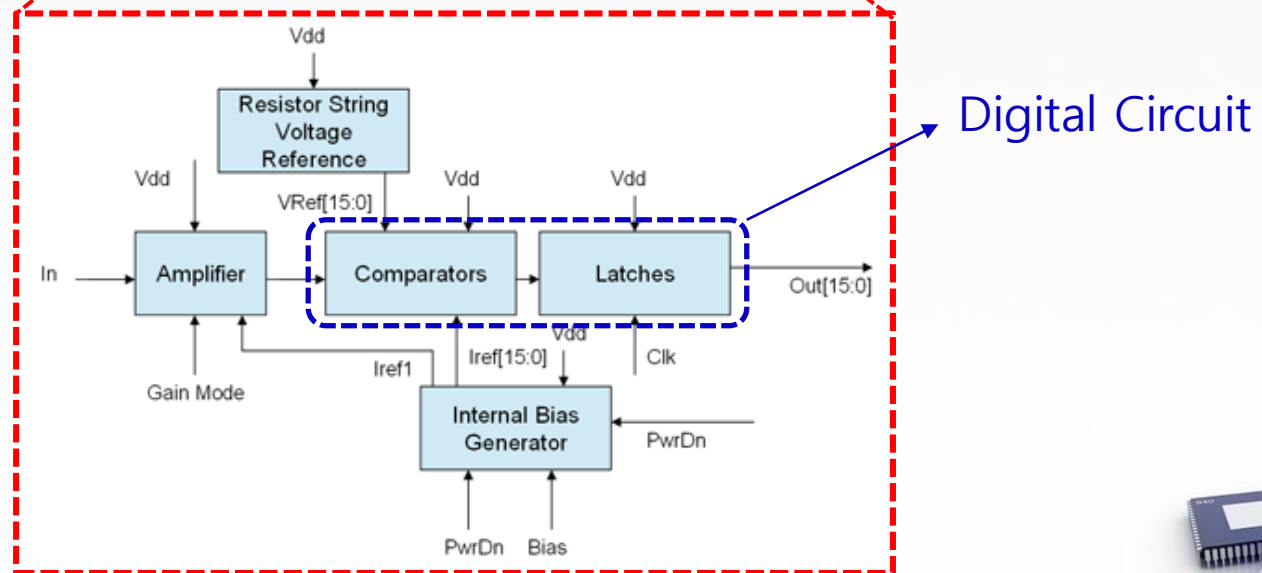 Vdd
Resistor String
Voltage
Reference
Digital Circuit
Vdd
VRef[15:0]
Vdd
Vdd
In
Amplifier
Comparators
Latches
Out[15:0]
Gain Mode
Iref1
Iref[15:0]
Vdd
Clk
Internal Bias
Generator
PwrDn
PwrDn
Bias